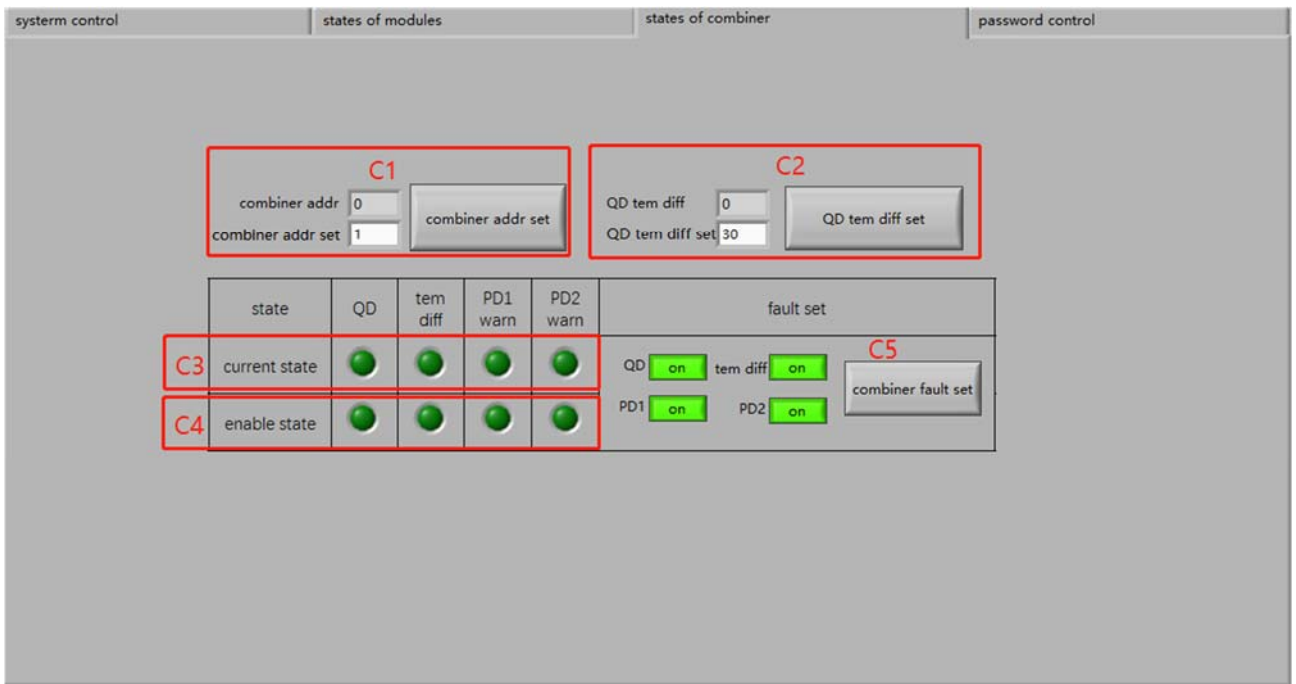 systerm control
states of modules
states of combiner
password control
C1
combiner addr 0
combiner addr set 1
combiner addr set
C2
QD tem diff 0
QD tem diff set 30
QD tem diff set
state QD tem diff PD1 warn PD2 warn fault set
C3 current state
C4 enable state
QD on tem diff on
PD1 on PD2 on
C5
combiner fault set